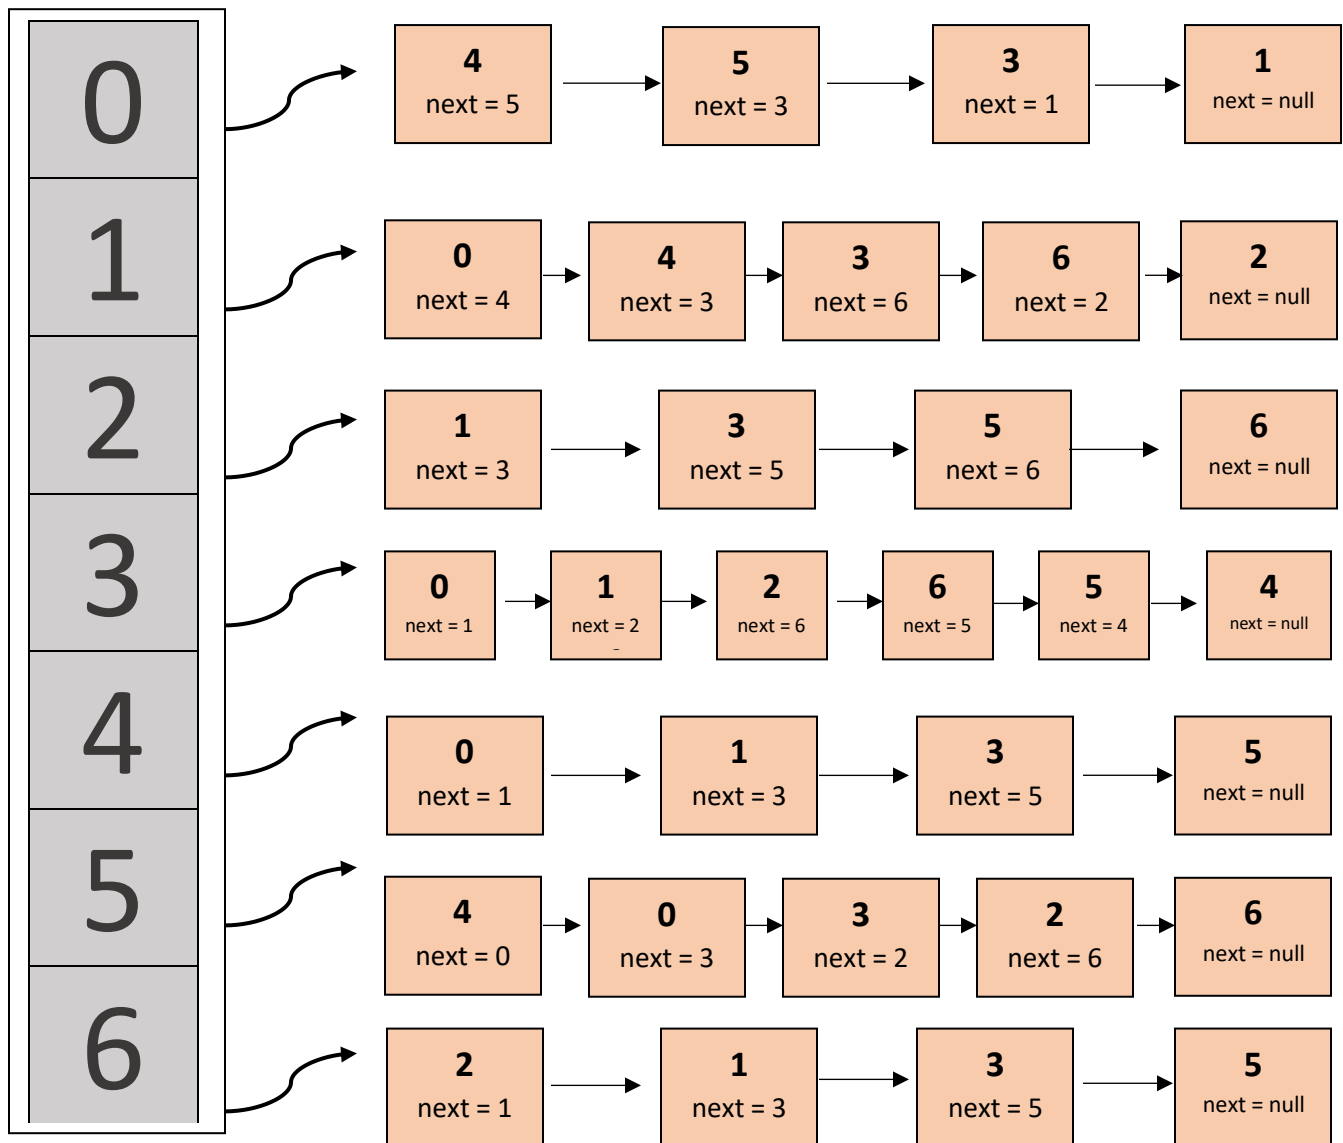 0
4 5 3 1
next = 5 next = 3 next = 1 next = null
1
0 4 3 6 2
next = 4 next = 3 next = 6 next = 2 next = null
2
1 3 5 6
next = 3 next = 5 next = 6 next = null
3
0 1 2 6 5 4
next = 1 next = 2 next = 6 next = 5 next = 4 next = null
4
0 1 3 5
next = 1 next = 3 next = 5 next = null
5
4 0 3 2 6
next = 0 next = 3 next = 2 next = 6 next = null
6
2 1 3 5
next = 1 next = 3 next = 5 next = null